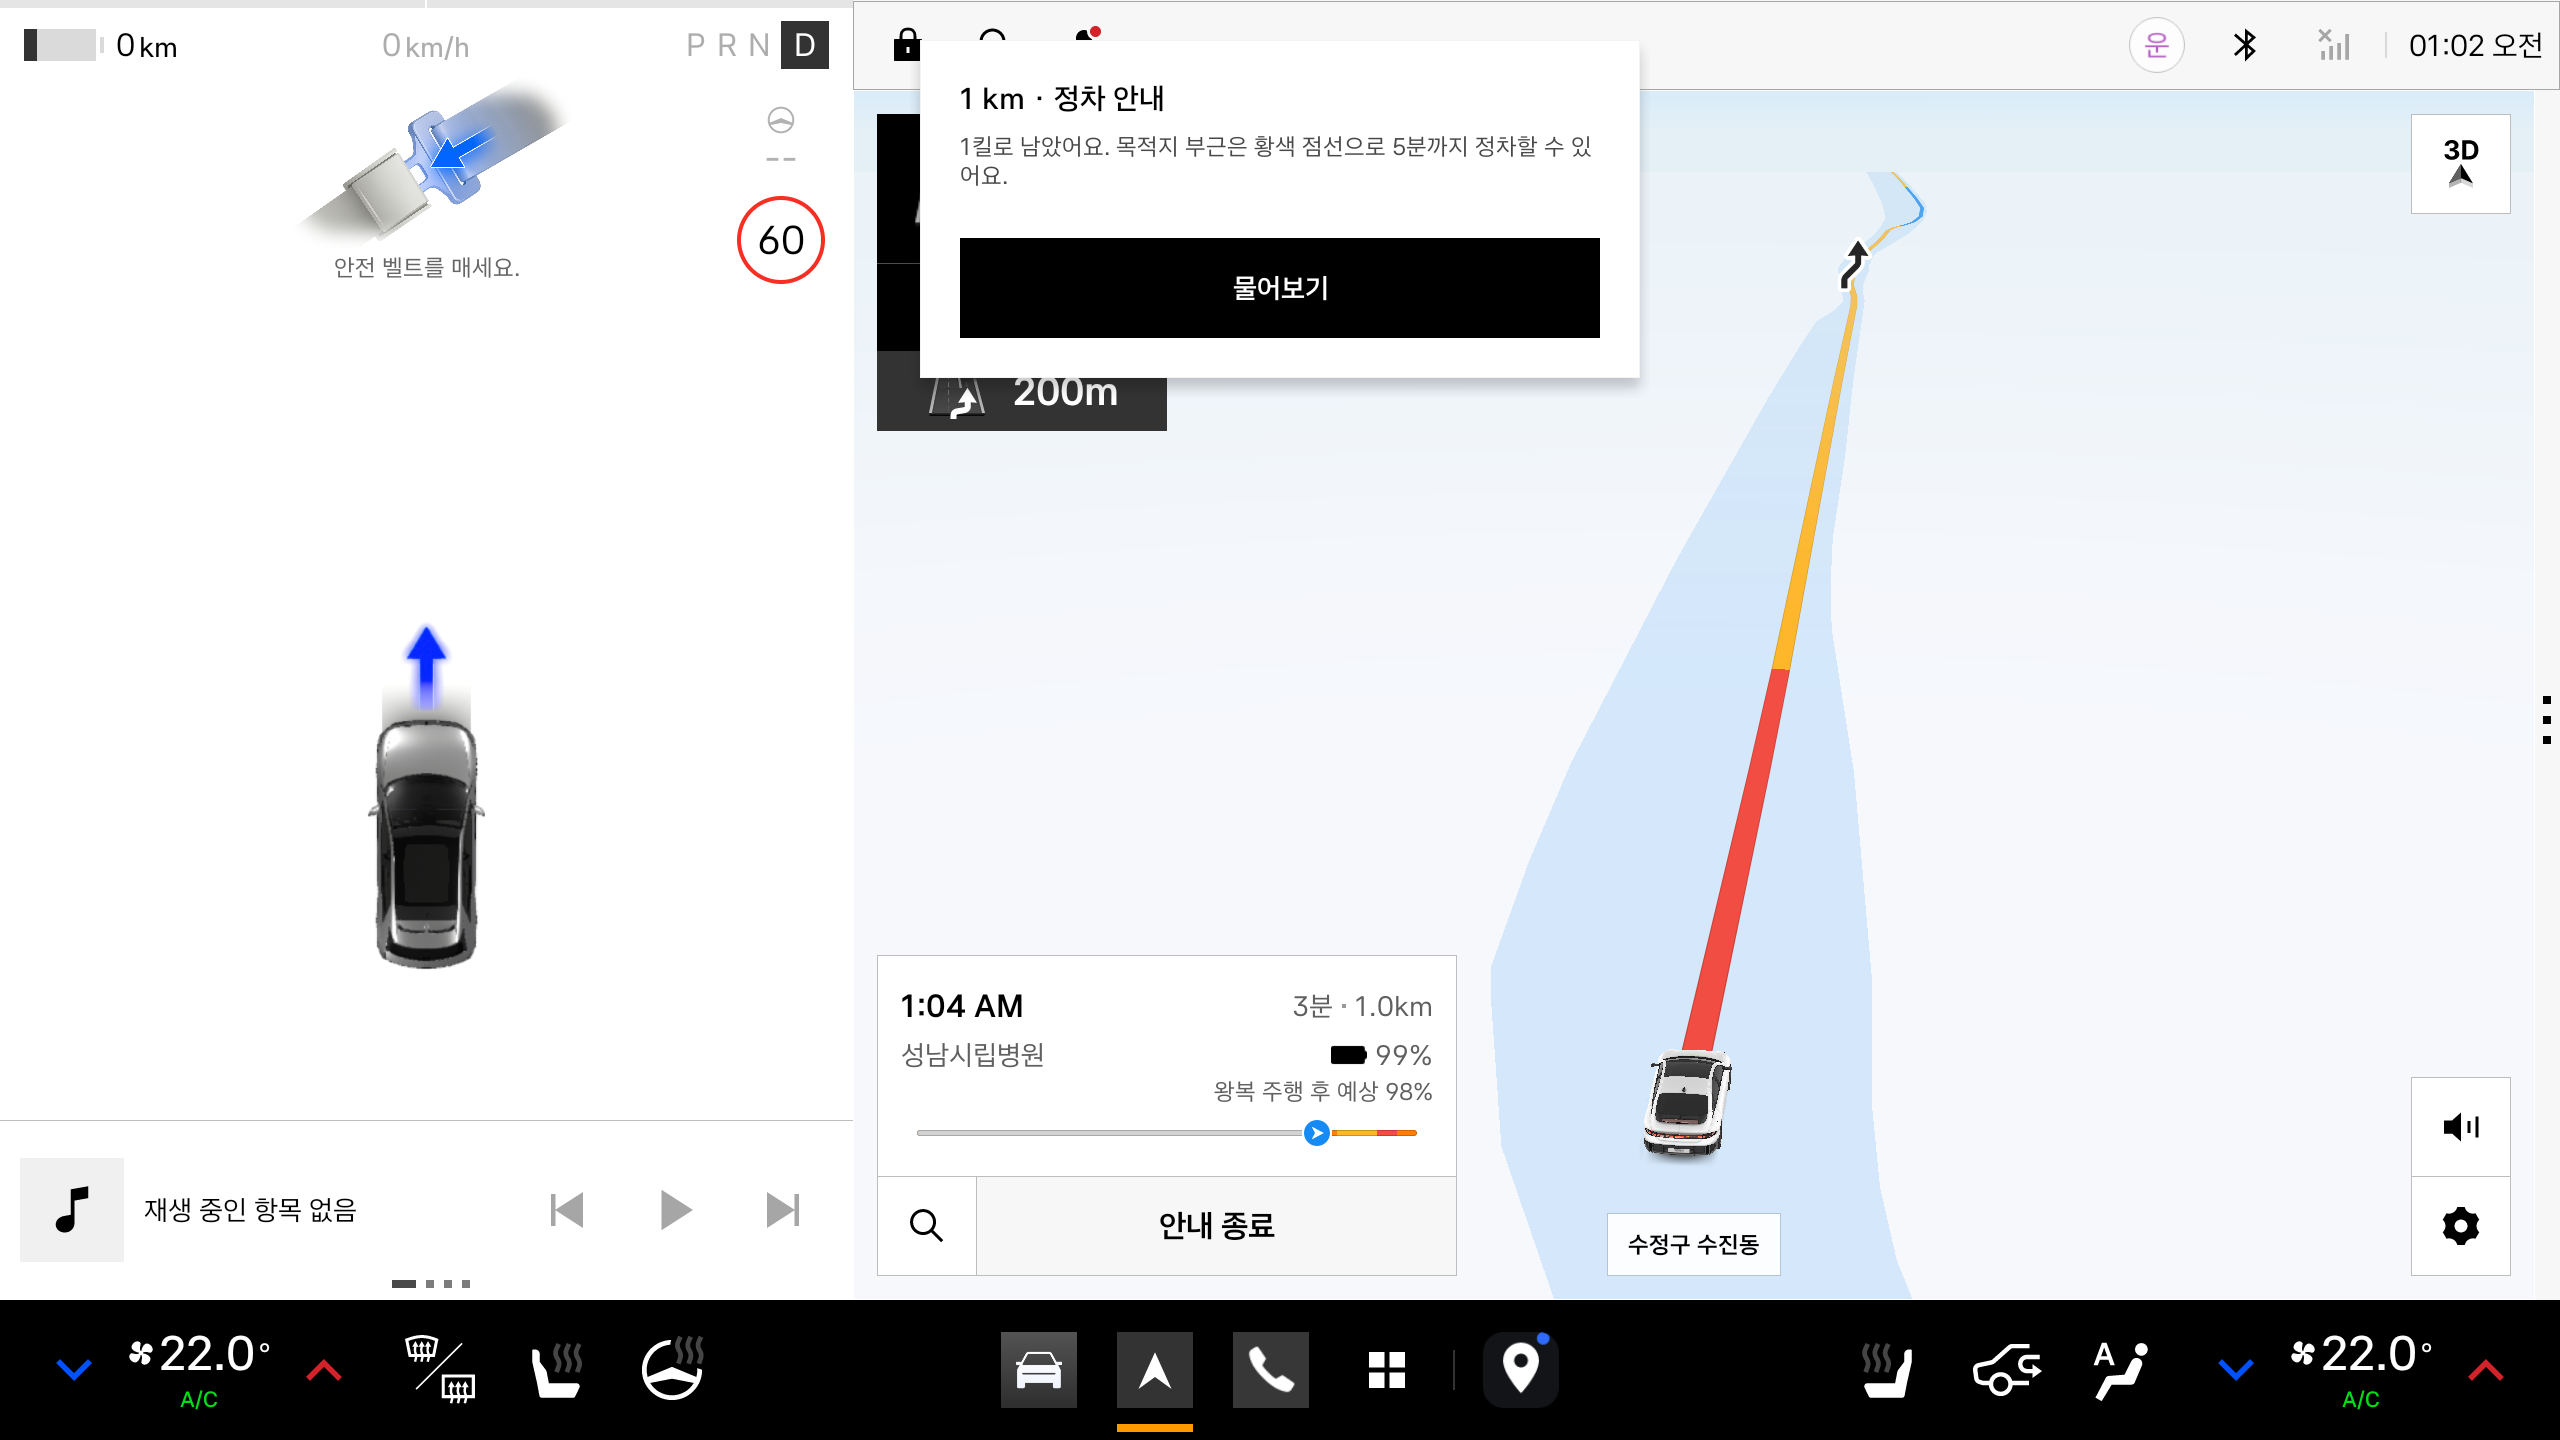 0 km
0 km/h
P R N D
운
01:02 오전
안전 벨트를 매세요.
60
1 km · 정차 안내
1킬로 남았어요. 목적지 부근은 황색 점선으로 5분까지 정차할 수 있
어요.
물어보기
200m
3D
1:04 AM
3분 · 1.0km
성남시립병원
99%
왕복 주행 후 예상 98%
안내 종료
수정구 수진동
재생 중인 항목 없음
22.0°
A/C
A
22.0°
A/C